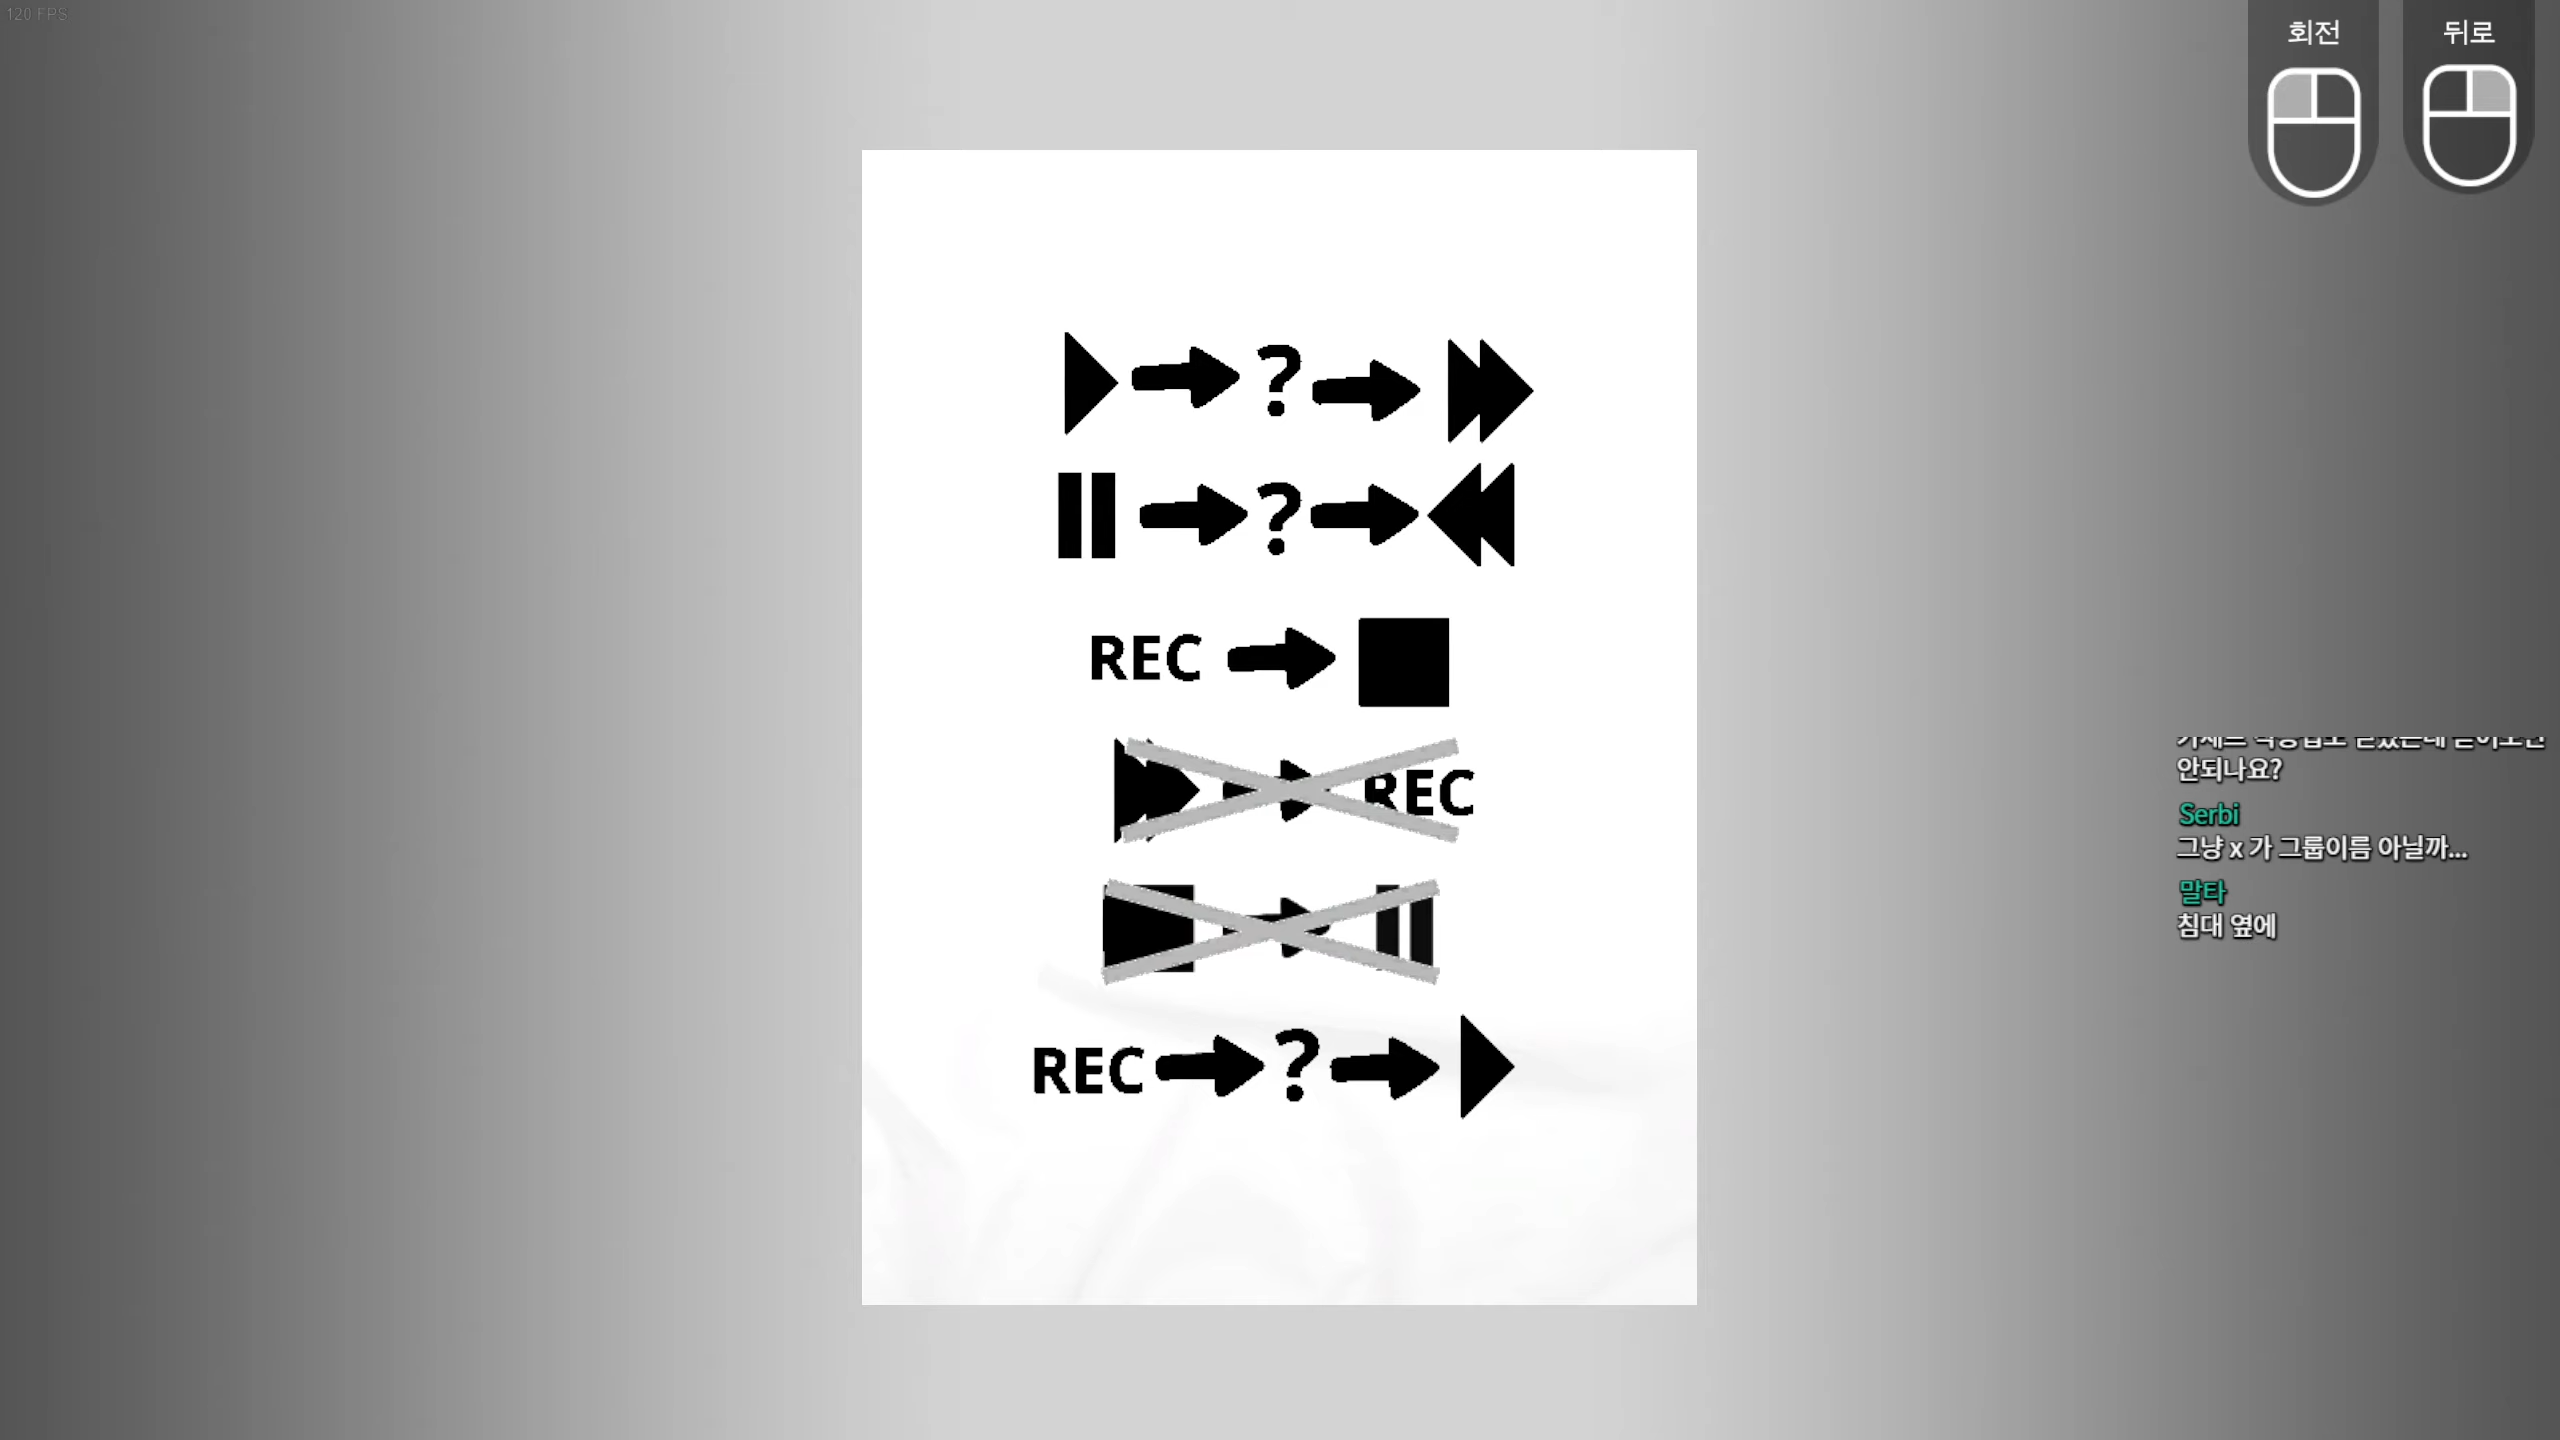 120 FPS
회전
뒤로
?
?
REC
REC
REC ?
안되나요?
Serbi
그냥 x 가 그룹이름 아닐까...
말타
침대 옆에